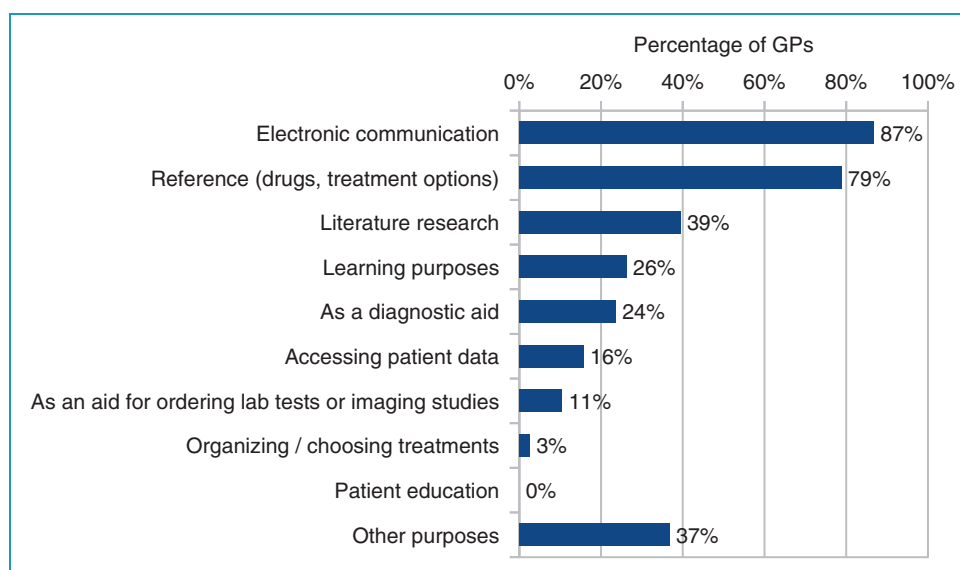 Percentage of GPs
0% 20% 40% 60% 80% 100%
Electronic communication 87%
Reference (drugs, treatment options) 79%
Literature research 39%
Learning purposes 26%
As a diagnostic aid 24%
Accessing patient data 16%
As an aid for ordering lab tests or imaging studies 11%
Organizing / choosing treatments 3%
Patient education 0%
Other purposes 37%